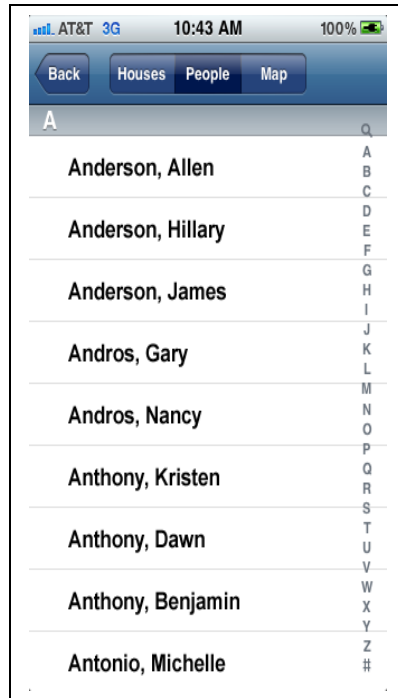 AT&T 3G 10:43 AM 100%
Back Houses People Map
A
Anderson, Allen
Anderson, Hillary
Anderson, James
Andros, Gary
Andros, Nancy
Anthony, Kristen
Anthony, Dawn
Anthony, Benjamin
Antonio, Michelle
A
B
C
D
E
F
G
H
I
J
K
L
M
N
O
P
Q
R
S
T
U
V
W
X
Y
Z
#